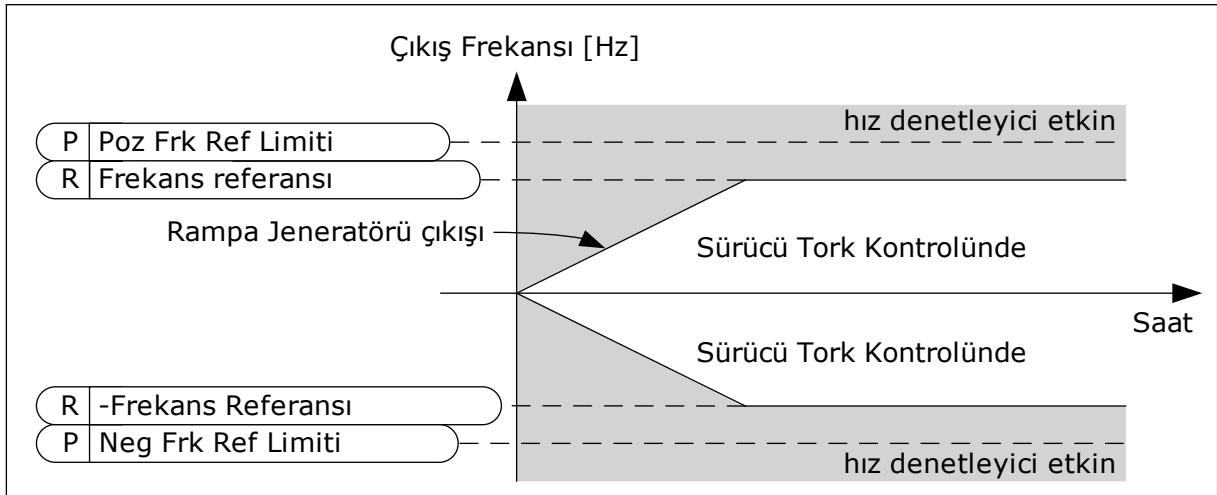 Çıkış Frekansı [Hz]
hız denetleyici etkin
P Poz Frk Ref Limiti
R Frekans referansı
Rampa Jeneratörü çıkışı
Sürücü Tork Kontrolünde
Saat
Sürücü Tork Kontrolünde
R -Frekans Referansı
P Neg Frk Ref Limiti
hız denetleyici etkin